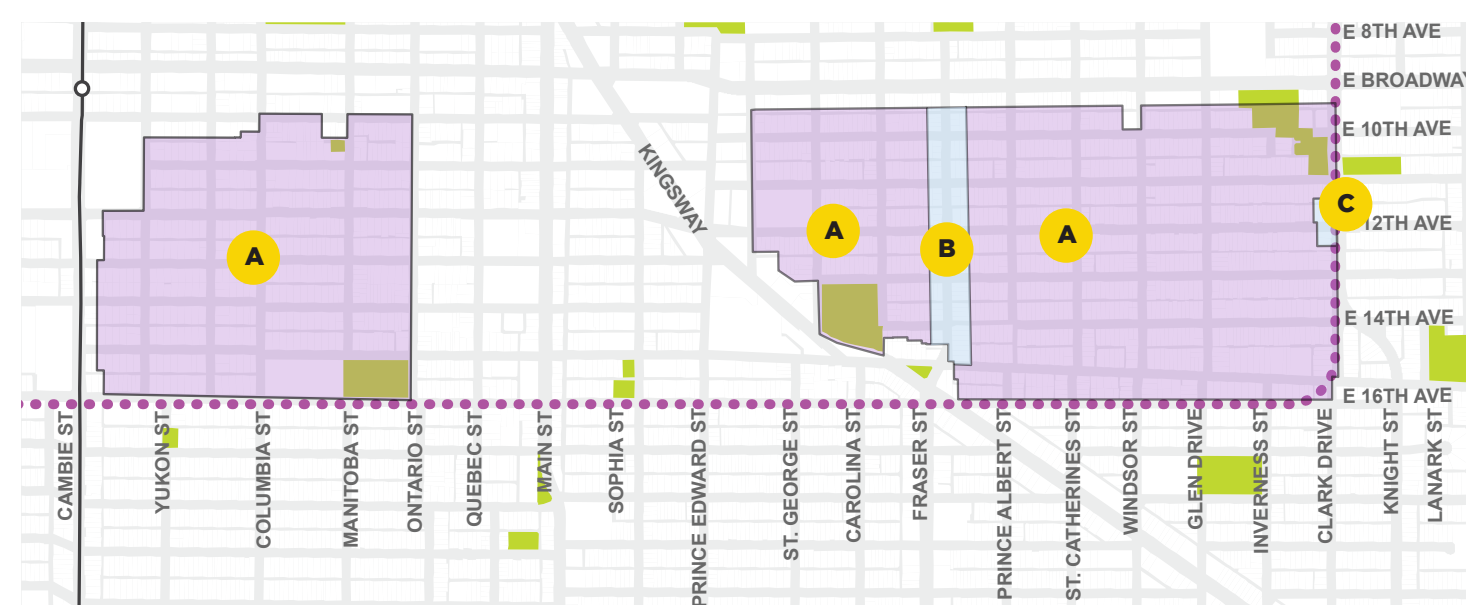 E 8TH AVE
E BROADWAY
E 10TH AVE
KINGSWAY
C
12TH AVE
A
A
A
B
E 14TH AVE
E 16TH AVE
CAMBIE ST
YUKON ST
COLUMBIA ST
MANITOBA ST
ONTARIO ST
QUEBEC ST
MAIN ST
SOPHIA ST
PRINCE EDWARD ST
ST. GEORGE ST
CAROLINA ST
FRASER ST
PRINCE ALBERT ST
ST. CATHERINES ST
WINDSOR ST
GLEN DRIVE
INVERNESS ST
CLARK DRIVE
KNIGHT ST
LANARK ST